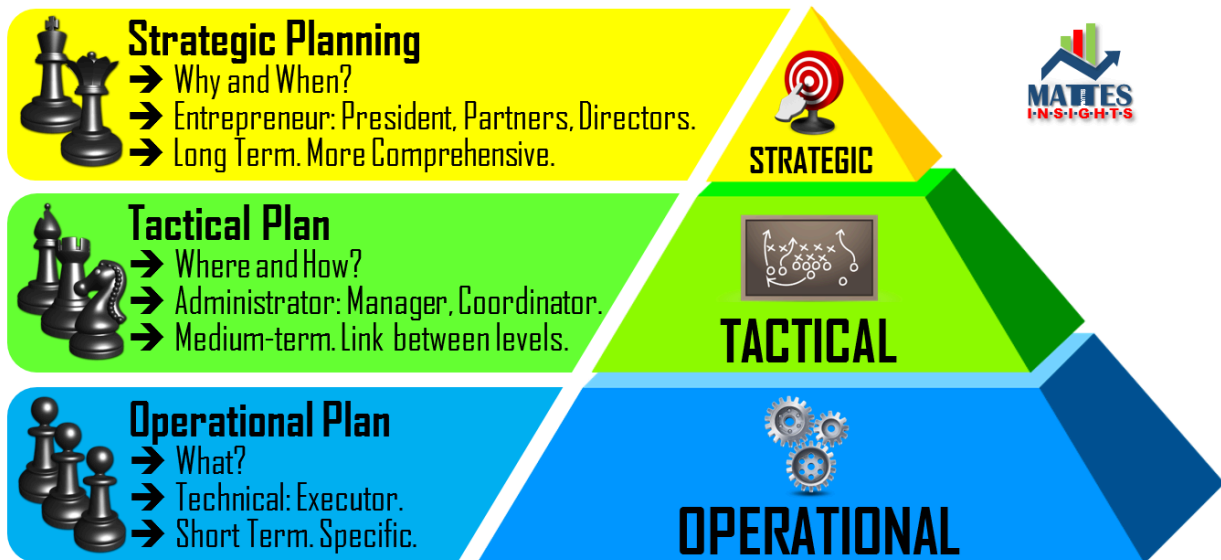 Strategic Planning
➔ Why and When?
➔ Entrepreneur: President, Partners, Directors.
➔ Long Term. More Comprehensive.
STRATEGIC
MATTES
I·N·S·I·G·H·T·S
Tactical Plan
➔ Where and How?
➔ Administrator: Manager, Coordinator.
➔ Medium-term. Link between levels.
TACTICAL
Operational Plan
➔ What?
➔ Technical: Executor.
➔ Short Term. Specific.
OPERATIONAL